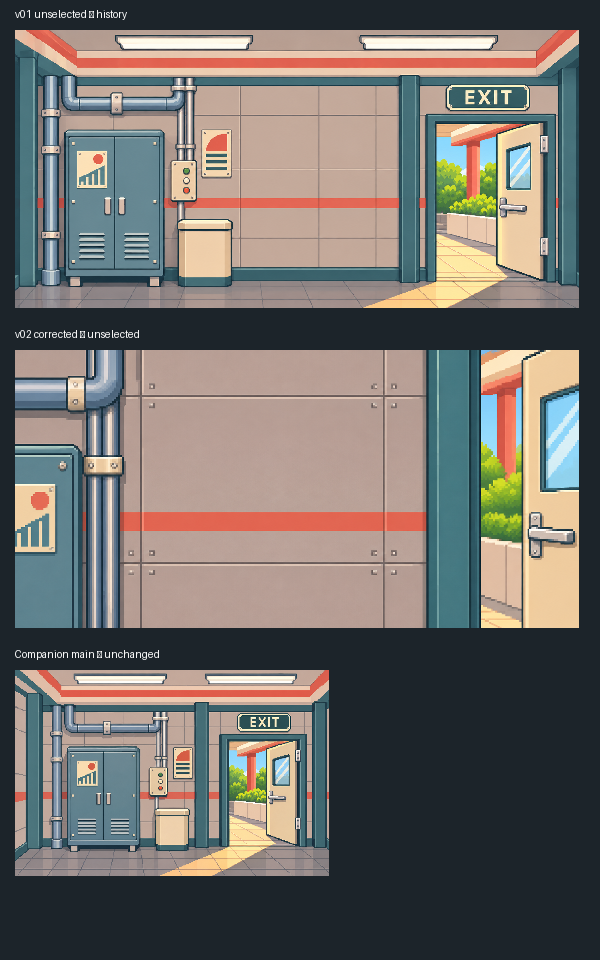 v01 unselected ▯ history
EXIT
v02 corrected ▯ unselected
Companion main ▯ unchanged
EXIT